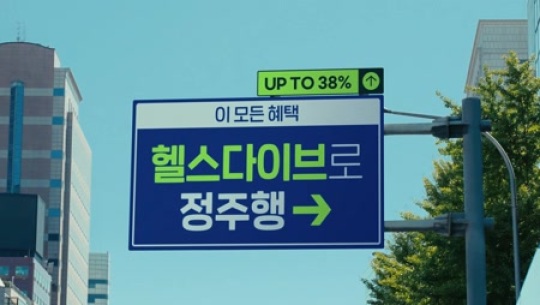 UP TO 38%
이 모든 혜택
헬스다이브로
정주행 →